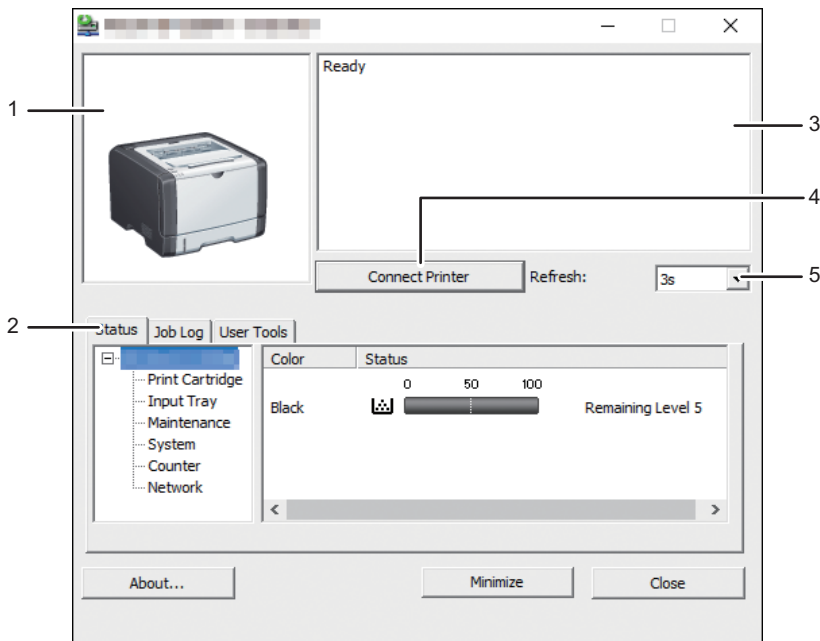 Ready
1
3
4
Connect Printer
Refresh:
3s
5
2
Status
Job Log
User Tools
Print Cartridge
Input Tray
Maintenance
System
Counter
Network
Color
Status
0 50 100
Black
Remaining Level 5
About...
Minimize
Close